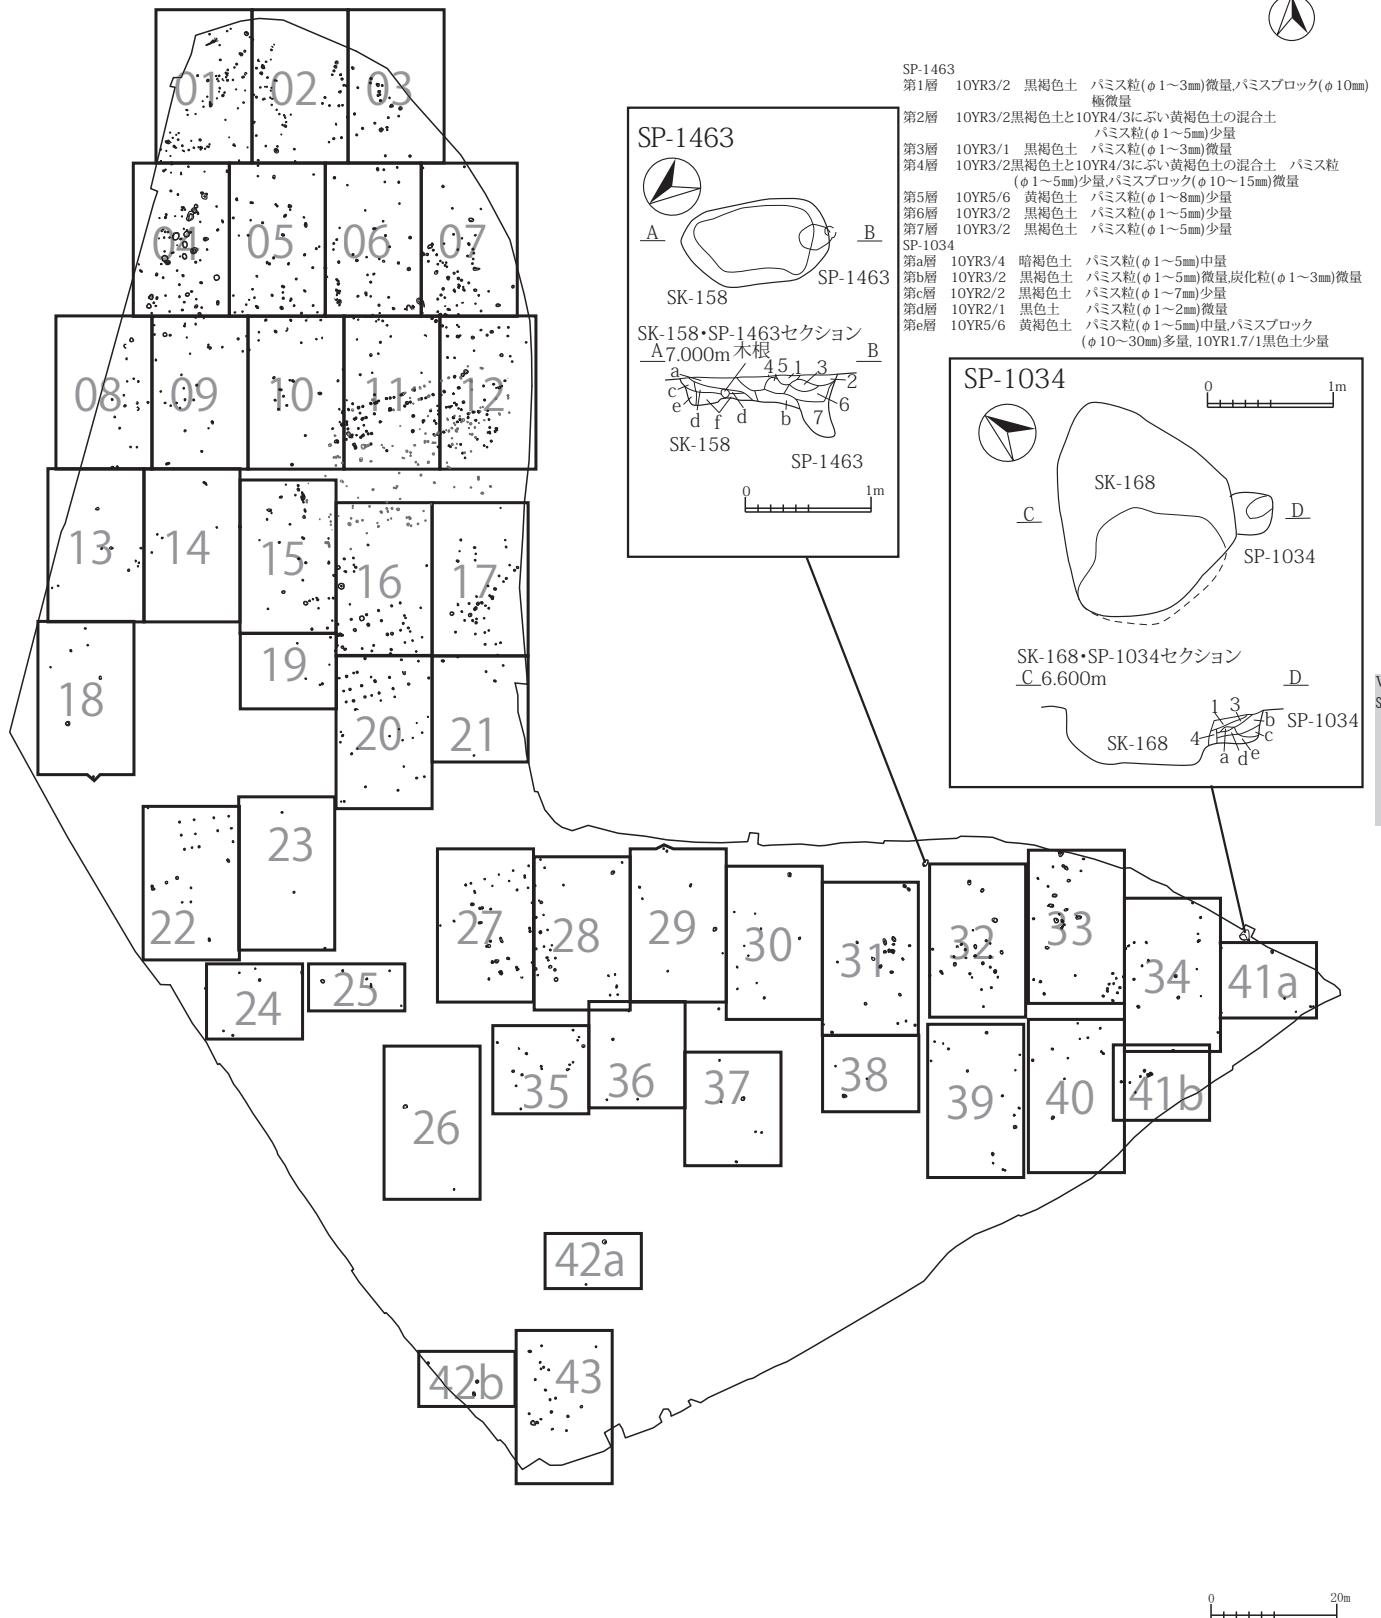 SP-1463
第1層 10YR3/2 黒褐色土 パミス粒(φ1～3㎜)微量,パミスブロック(φ10㎜)
極微量
第2層 10YR3/2黒褐色土と10YR4/3にぶい黄褐色土の混合土
パミス粒(φ1～5㎜)少量
第3層 10YR3/1 黒褐色土 パミス粒(φ1～3㎜)微量
第4層 10YR3/2黒褐色土と10YR4/3にぶい黄褐色土の混合土 パミス粒
(φ1～5㎜)少量,パミスブロック(φ10～15㎜)微量
第5層 10YR5/6 黄褐色土 パミス粒(φ1～8㎜)少量
第6層 10YR3/2 黒褐色土 パミス粒(φ1～5㎜)少量
第7層 10YR3/2 黒褐色土 パミス粒(φ1～5㎜)少量
SP-1034
第a層 10YR3/4 暗褐色土 パミス粒(φ1～5㎜)中量
第b層 10YR3/2 黒褐色土 パミス粒(φ1～5㎜)微量,炭化粒(φ1～3㎜)微量
第c層 10YR2/2 黒褐色土 パミス粒(φ1～7㎜)少量
第d層 10YR2/1 黒色土 パミス粒(φ1～2㎜)微量
第e層 10YR5/6 黄褐色土 パミス粒(φ1～5㎜)中量,パミスブロック
(φ10～30㎜)多量, 10YR1.7/1黒色土少量
SP-1463
A B
SP-1463
SK-158
SK-158・SP-1463セクション
A 7.000m 木根 B
a 4 5 1 3
c 2
e 6
d f d b 7
SK-158
SP-1463
0 1m
SP-1034
0 1m
SK-168
C D
SP-1034
SK-168・SP-1034セクション
C 6.600m D
1 3
b SP-1034
4 c
SK-168
a d e
01 02 03
04 05 06 07
08 09 10 11 12
13 14 15 16 17
18 19 20 21
22 23
24 25
26
27 28 29 30 31 32 33 34 41a
35 36 37 38 39 40 41b
42a
42b 43
0 20m